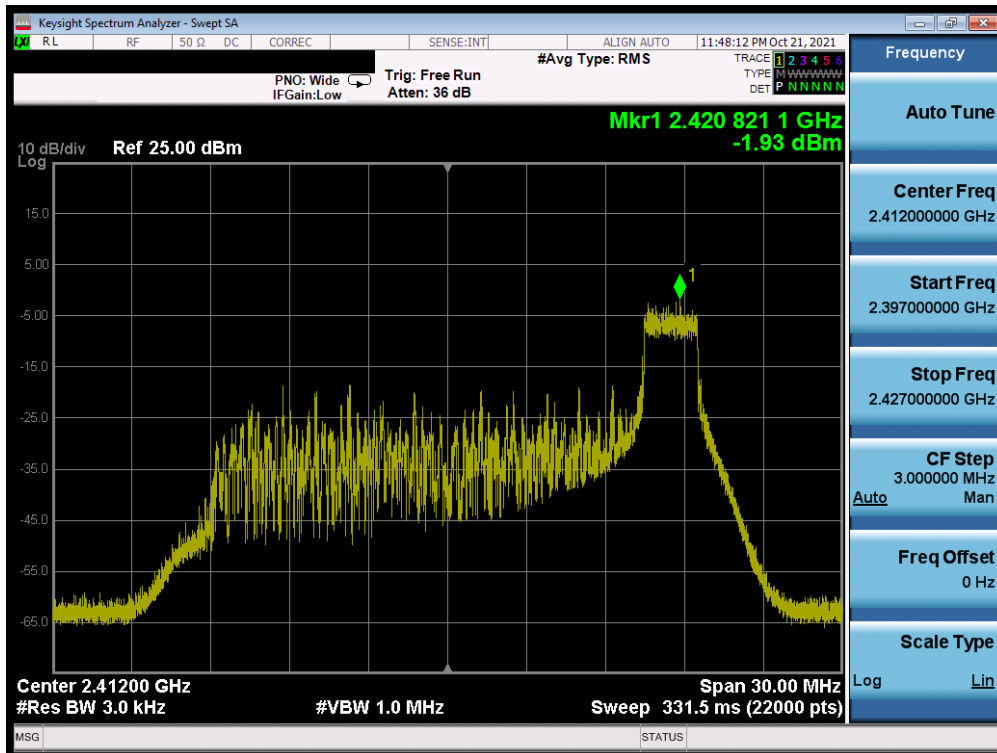 Keysight Spectrum Analyzer - Swept SA
LXI RL RF 50 Ω DC CORREC SENSE:INT ALIGN AUTO 11:48:12 PM Oct 21, 2021
#Avg Type: RMS TRACE 1 2 3 4 5 6
PNO: Wide Trig: Free Run TYPE M WWWWW
IFGain:Low Atten: 36 dB DET P N N N N N
Mkr1 2.420 821 1 GHz
-1.93 dBm
10 dB/div Ref 25.00 dBm
Log
15.0
5.00
1
-5.00
-15.0
-25.0
-35.0
-45.0
-55.0
-65.0
Center 2.41200 GHz Span 30.00 MHz
#Res BW 3.0 kHz #VBW 1.0 MHz Sweep 331.5 ms (22000 pts)
MSG STATUS
Frequency
Auto Tune
Center Freq
2.412000000 GHz
Start Freq
2.397000000 GHz
Stop Freq
2.427000000 GHz
CF Step
3.000000 MHz
Auto Man
Freq Offset
0 Hz
Scale Type
Log Lin